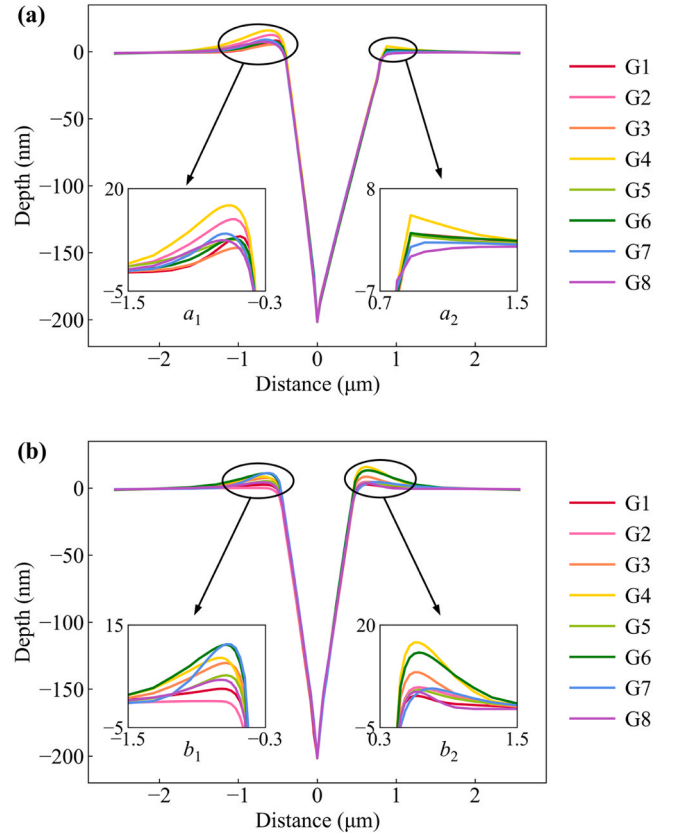 (a)
0
−50
−100
−150
−200
Depth (nm)
20
−5
−1.5
−0.3
a1
8
−7
0.7
1.5
a2
−2
−1
0
1
2
Distance (μm)
G1
G2
G3
G4
G5
G6
G7
G8
(b)
0
−50
−100
−150
−200
Depth (nm)
15
−5
−1.5
−0.3
b1
20
−5
0.3
1.5
b2
−2
−1
0
1
2
Distance (μm)
G1
G2
G3
G4
G5
G6
G7
G8